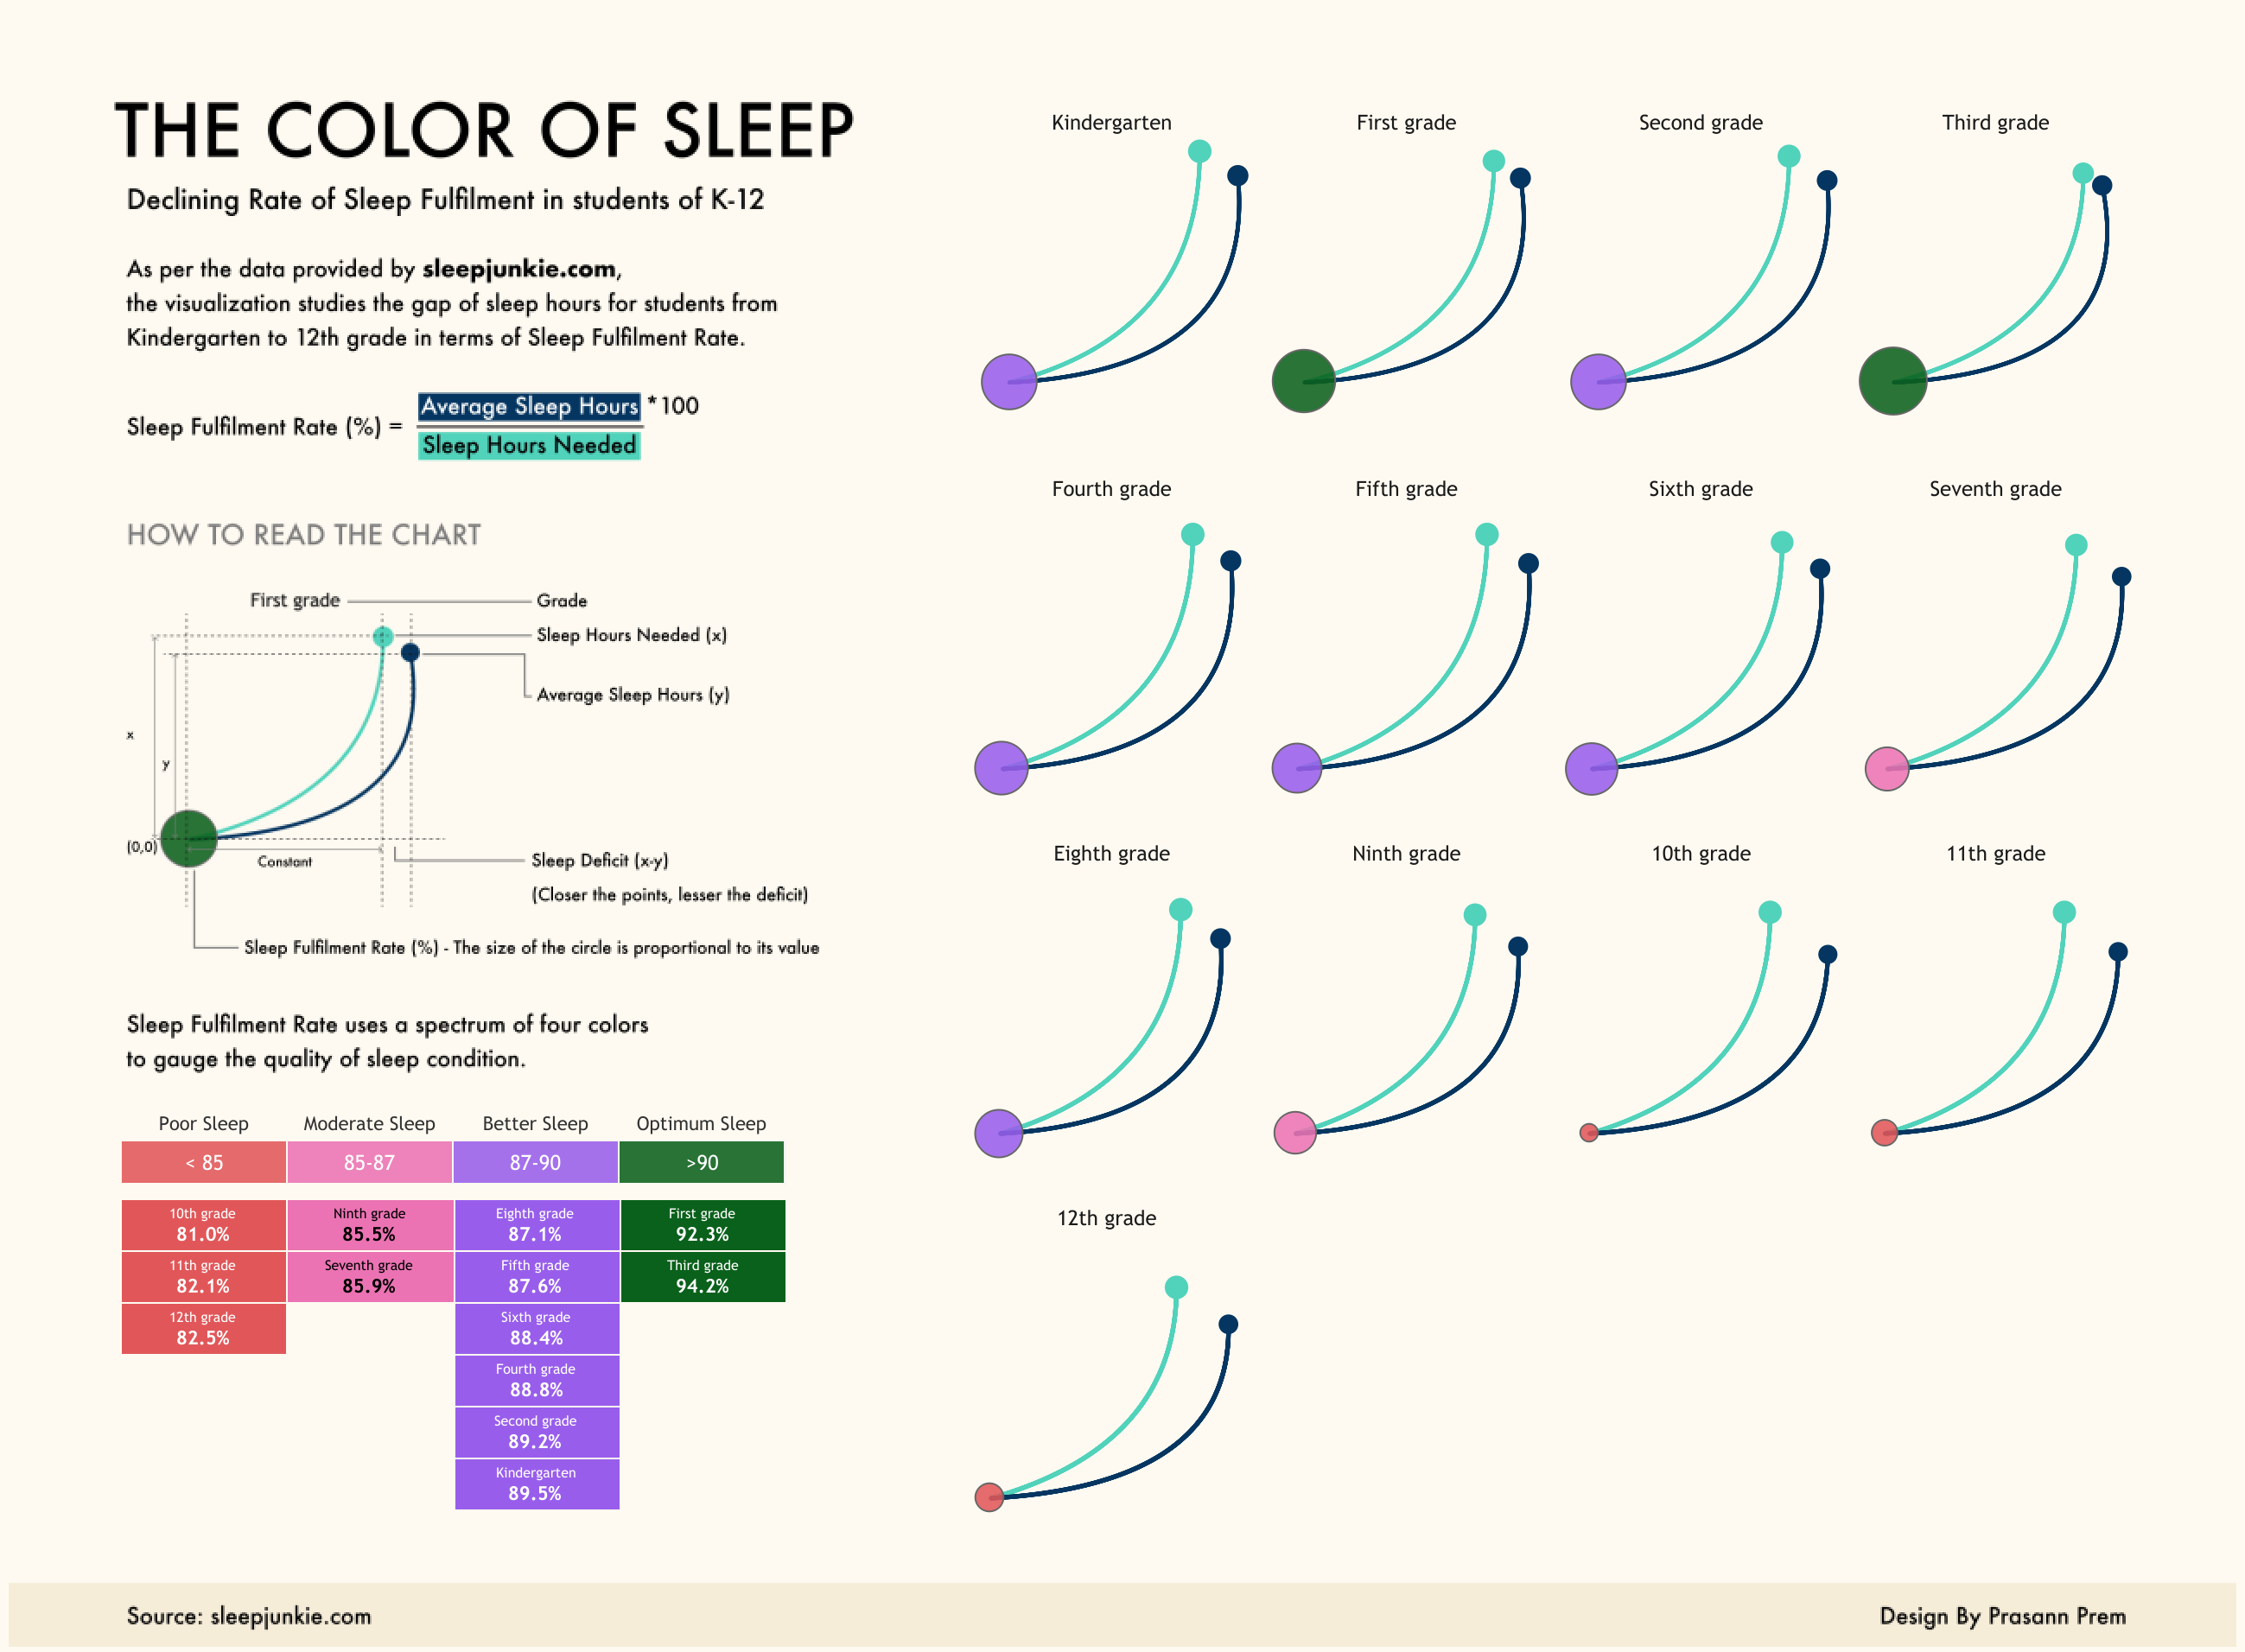 THE COLOR OF SLEEP
Declining Rate of Sleep Fulfilment in students of K-12
As per the data provided by sleepjunkie.com,
the visualization studies the gap of sleep hours for students from
Kindergarten to 12th grade in terms of Sleep Fulfilment Rate.
Sleep Fulfilment Rate (%) =
Average Sleep Hours *100
Sleep Hours Needed
HOW TO READ THE CHART
First grade
Grade
Sleep Hours Needed (x)
Average Sleep Hours (y)
x
y
(0,0)
Constant
Sleep Deficit (x-y)
(Closer the points, lesser the deficit)
Sleep Fulfilment Rate (%) - The size of the circle is proportional to its value
Sleep Fulfilment Rate uses a spectrum of four colors
to gauge the quality of sleep condition.
Poor Sleep Moderate Sleep Better Sleep Optimum Sleep
< 85 85-87 87-90 >90
10th grade Ninth grade Eighth grade First grade
81.0% 85.5% 87.1% 92.3%
11th grade Seventh grade Fifth grade Third grade
82.1% 85.9% 87.6% 94.2%
12th grade Sixth grade
82.5% 88.4%
Fourth grade
88.8%
Second grade
89.2%
Kindergarten
89.5%
Kindergarten First grade Second grade Third grade
Fourth grade Fifth grade Sixth grade Seventh grade
Eighth grade Ninth grade 10th grade 11th grade
12th grade
Source: sleepjunkie.com
Design By Prasann Prem